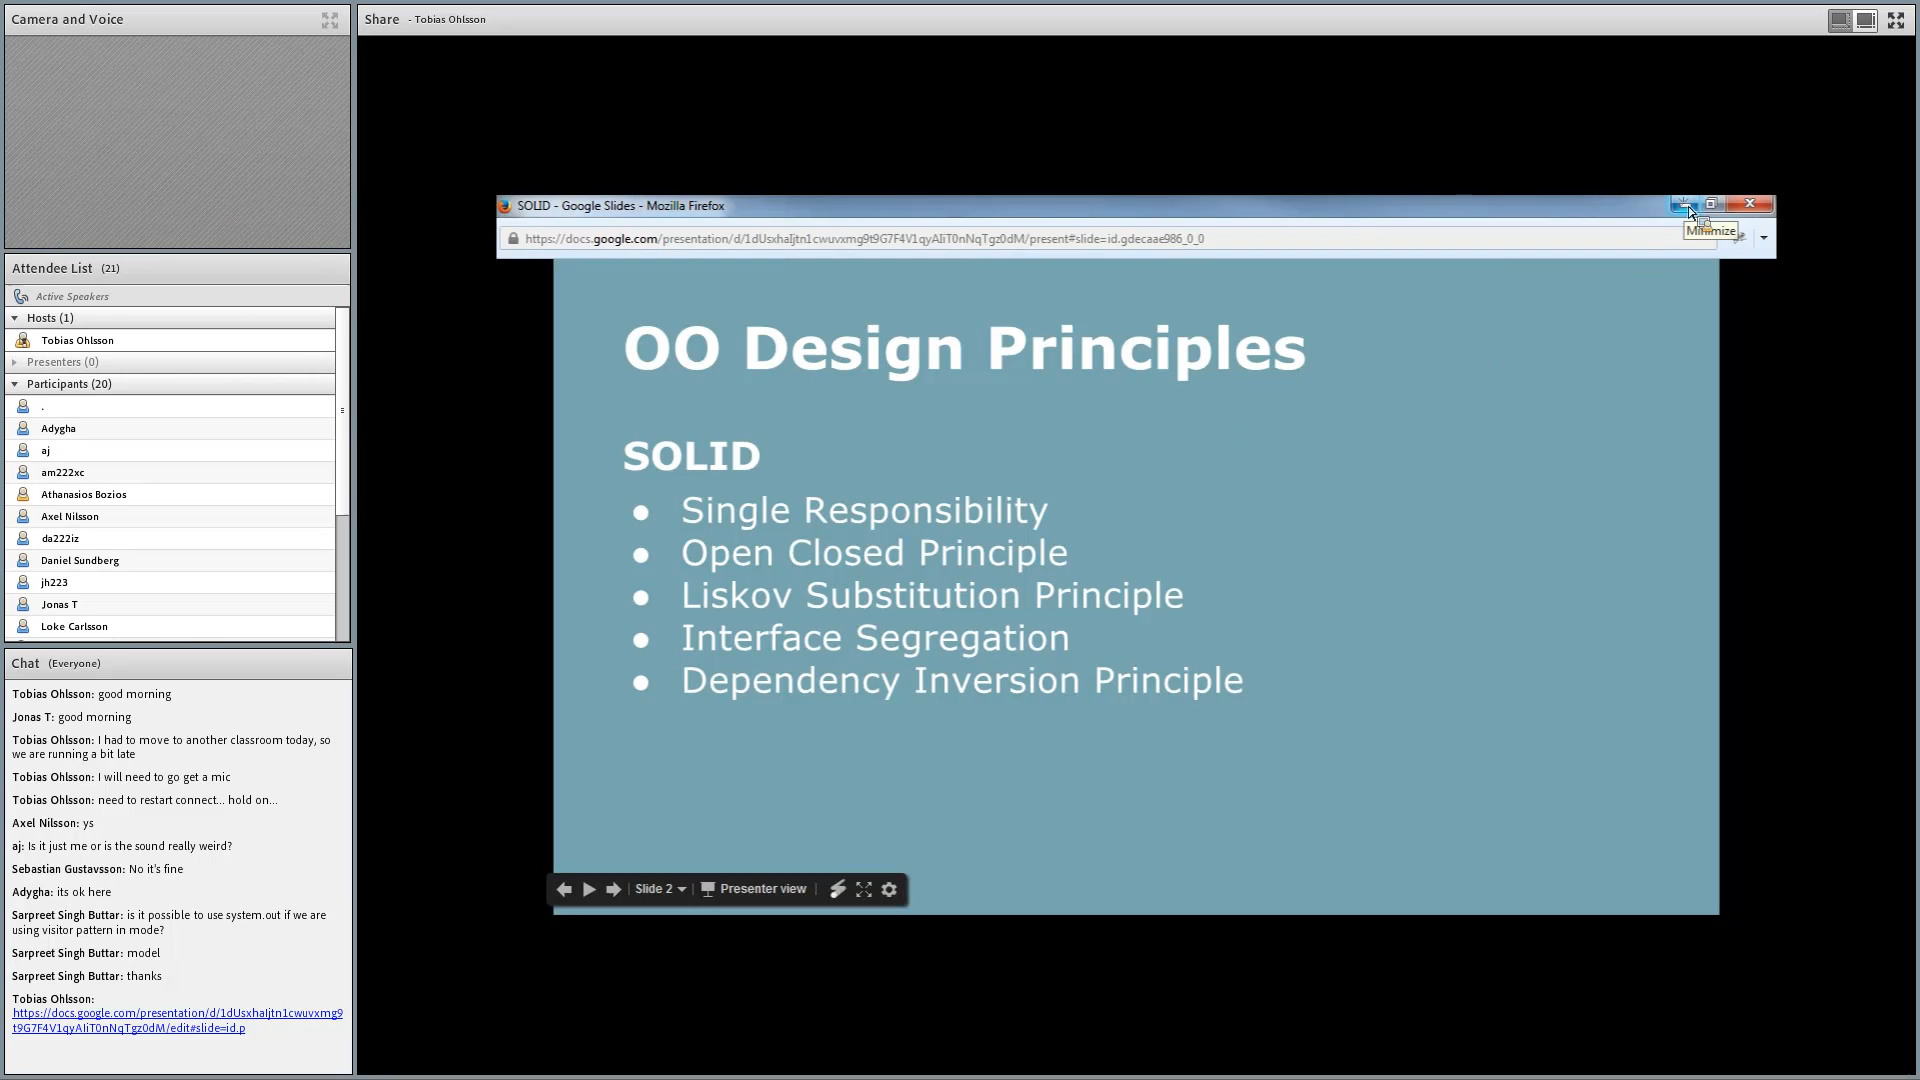 Camera and Voice
Share - Tobias Ohlsson
SOLID - Google Slides - Mozilla Firefox
https://docs.google.com/presentation/d/1dUsxhaIjtn1cwuvxmg9t9G7F4V1qyAIiT0nNqTgz0dM/present#slide=id.gdecaae986_0_0
Minimize
OO Design Principles
SOLID
● Single Responsibility
● Open Closed Principle
● Liskov Substitution Principle
● Interface Segregation
● Dependency Inversion Principle
Slide 2
Presenter view
Attendee List (21)
Active Speakers
Hosts (1)
Tobias Ohlsson
Presenters (0)
Participants (20)
.
Adygha
aj
am222xc
Athanasios Bozios
Axel Nilsson
da222iz
Daniel Sundberg
jh223
Jonas T
Loke Carlsson
Chat (Everyone)
Tobias Ohlsson: good morning
Jonas T: good morning
Tobias Ohlsson: I had to move to another classroom today, so
we are running a bit late
Tobias Ohlsson: I will need to go get a mic
Tobias Ohlsson: need to restart connect... hold on...
Axel Nilsson: ys
aj: Is it just me or is the sound really weird?
Sebastian Gustavsson: No it's fine
Adygha: its ok here
Sarpreet Singh Buttar: is it possible to use system.out if we are
using visitor pattern in mode?
Sarpreet Singh Buttar: model
Sarpreet Singh Buttar: thanks
Tobias Ohlsson:
https://docs.google.com/presentation/d/1dUsxhaIjtn1cwuvxmg9
t9G7F4V1qyAIiT0nNqTgz0dM/edit#slide=id.p